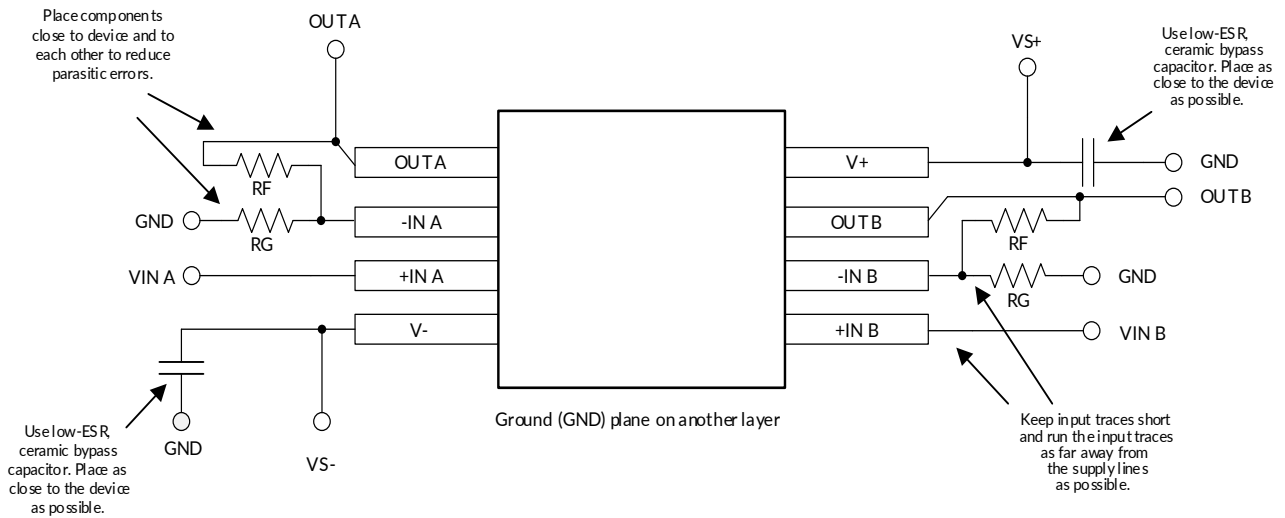 Place components
close to device and to
each other to reduce
parasitic errors.
OUT A
VS+
Use low-ESR,
ceramic bypass
capacitor. Place as
close to the device
as possible.
OUT A
V+
GND
RF
OUT B
GND
-IN A
OUT B
RF
RG
VIN A
+IN A
-IN B
GND
RG
V-
+IN B
VIN B
Ground (GND) plane on another layer
Keep input traces short
and run the input traces
as far away from
the supply lines
as possible.
Use low-ESR,
ceramic bypass
capacitor. Place as
close to the device
as possible.
GND
VS-